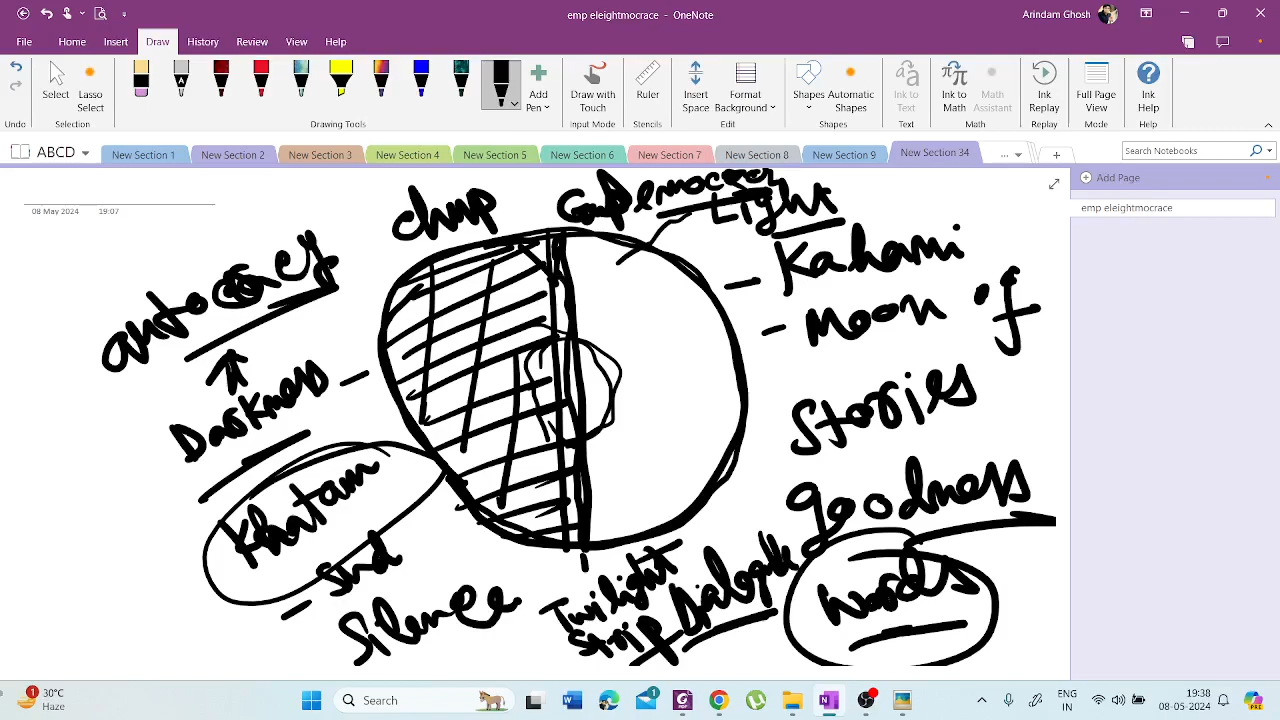 emp eleightmocrace - OneNote
Arindam Ghosh
File Home Insert Draw History Review View Help
Undo
Select
Lasso Select
Selection
Drawing Tools
Add Pen
Draw with Touch
Input Mode
Ruler
Stencils
Insert Space
Format Background
Edit
Shapes
Automatic Shapes
Shapes
Ink to Text
Text
Ink to Math
Math Assistant
Math
Ink Replay
Replay
Full Page View
Mode
Ink Help
Help
ABCD
New Section 1
New Section 2
New Section 3
New Section 4
New Section 5
New Section 6
New Section 7
New Section 8
New Section 9
New Section 34
...
Search Notebooks
Add Page
emp eleightmocrace
08 May 2024 19:07
chup
Light
Kahani
Moon of
Stories
goodness
words
Darkness
Khatam
Silence
Twilight
Strip
1
30°C
Haze
Search
1
ENG
IN
19:38
08-05-2024